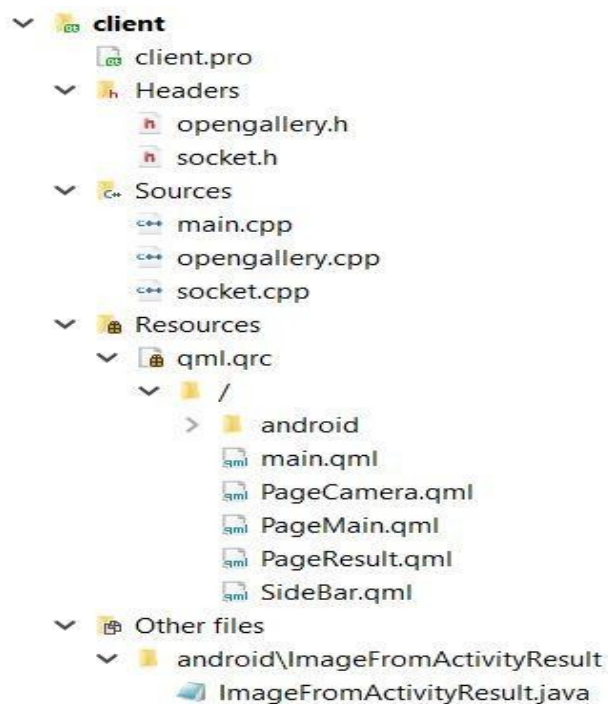 client
client.pro
Headers
opengallery.h
socket.h
Sources
main.cpp
opengallery.cpp
socket.cpp
Resources
qml.qrc
/
android
main.qml
PageCamera.qml
PageMain.qml
PageResult.qml
SideBar.qml
Other files
android\ImageFromActivityResult
ImageFromActivityResult.java